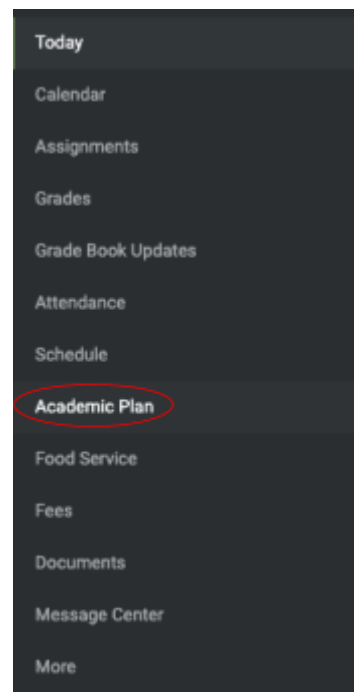 Today
Calendar
Assignments
Grades
Grade Book Updates
Attendance
Schedule
Academic Plan
Food Service
Fees
Documents
Message Center
More